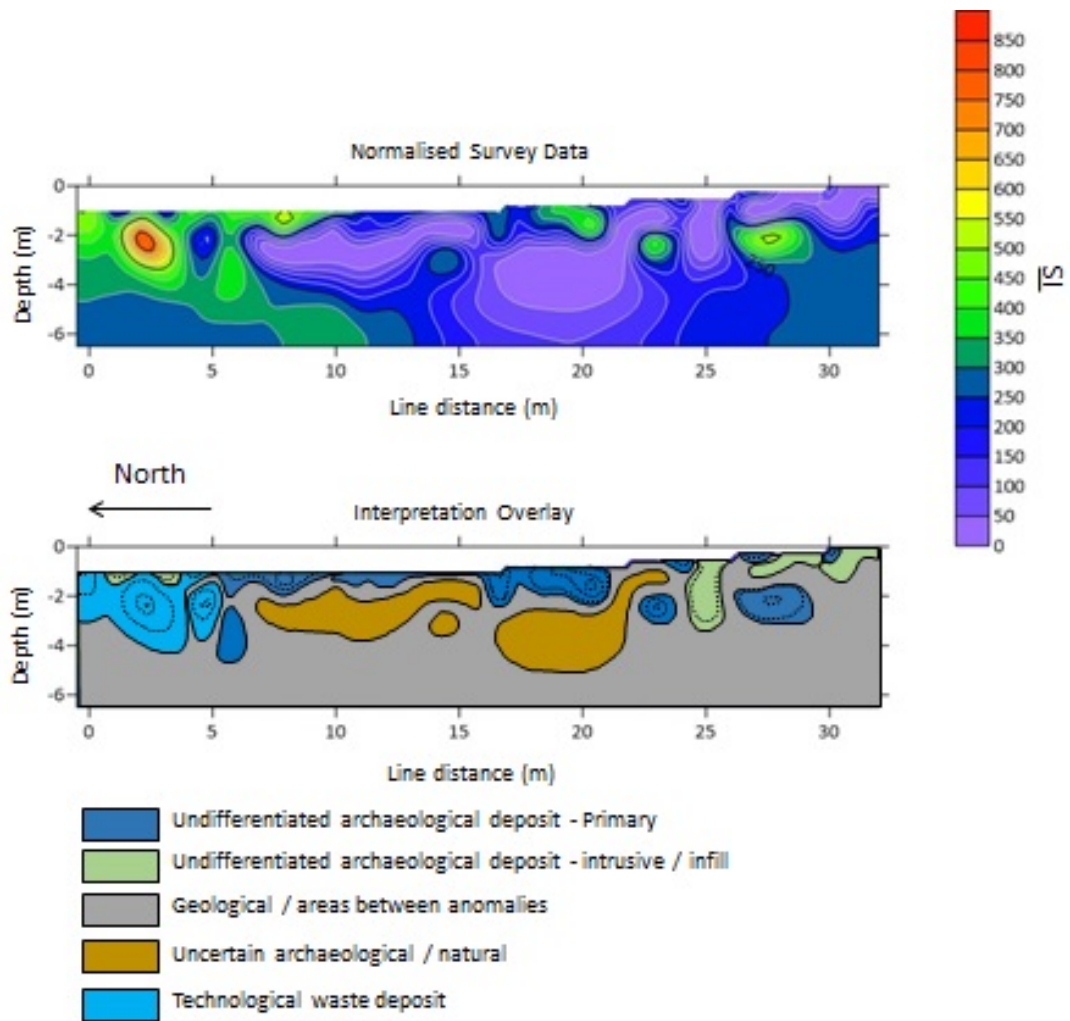 Normalised Survey Data
0
-2
-4
-6
Depth (m)
0 5 10 15 20 25 30
Line distance (m)
850
800
750
700
650
600
550
500
450
400
350
300
250
200
150
100
50
0
North
Interpretation Overlay
0
-2
-4
-6
Depth (m)
0 5 10 15 20 25 30
Line distance (m)
Undifferentiated archaeological deposit - Primary
Undifferentiated archaeological deposit - intrusive / infill
Geological / areas between anomalies
Uncertain archaeological / natural
Technological waste deposit